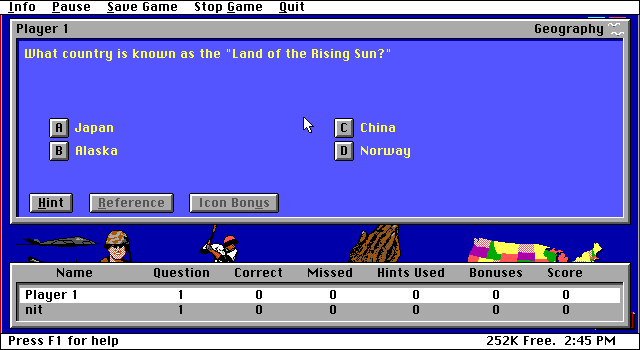 Info Pause Save Game Stop Game Quit
Player 1 Geography
What country is known as the "Land of the Rising Sun?"
A Japan C China
B Alaska D Norway
Hint Reference Icon Bonus
Name Question Correct Missed Hints Used Bonuses Score
Player 1 1 0 0 0 0 0
nit 1 0 0 0 0 0
Press F1 for help 252K Free. 2:45 PM